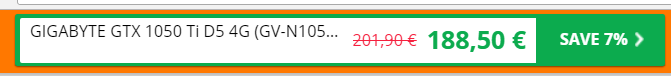 GIGABYTE GTX 1050 Ti D5 4G (GV-N105... 201,90 € 188,50 € SAVE 7%